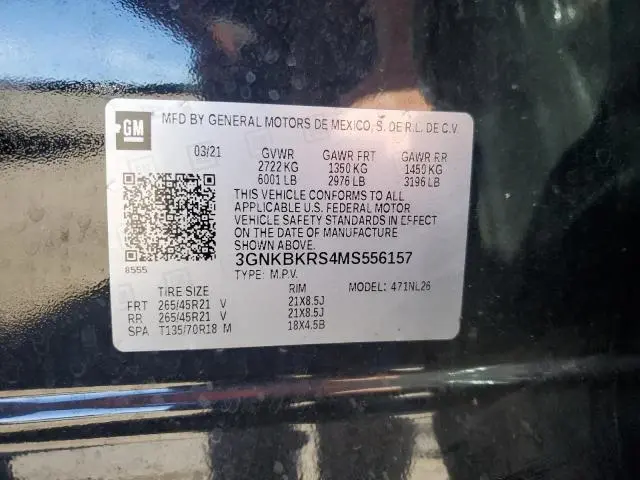 GM MFD BY GENERAL MOTORS DE MEXICO, S. DE R.L. DE C.V.
03/21 GVWR GAWR FRT GAWR RR
2722 KG 1350 KG 1450 KG
6001 LB 2976 LB 3196 LB
THIS VEHICLE CONFORMS TO ALL
APPLICABLE U.S. FEDERAL MOTOR
VEHICLE SAFETY STANDARDS IN EFFECT
ON THE DATE OF MANUFACTURE
SHOWN ABOVE.
3GNKBKRS4MS556157
8555 TYPE: M.P.V.
TIRE SIZE RIM MODEL: 471NL26
FRT 265/45R21 V 21X8.5J
RR 265/45R21 V 21X8.5J
SPA T135/70R18 M 18X4.5B